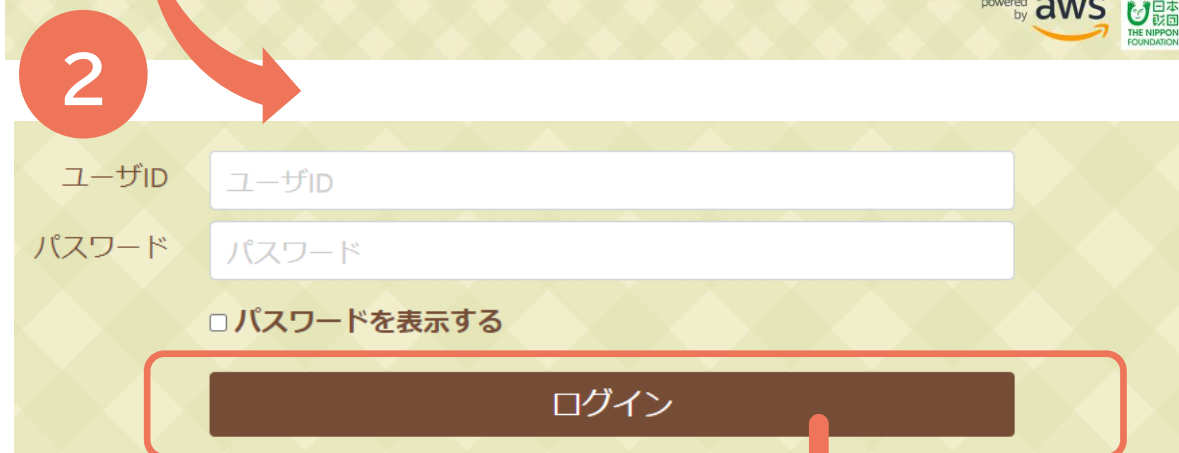 powered
by aws
日本
財団
THE NIPPON
FOUNDATION
2
ユーザID ユーザID
パスワード パスワード
パスワードを表示する
ログイン